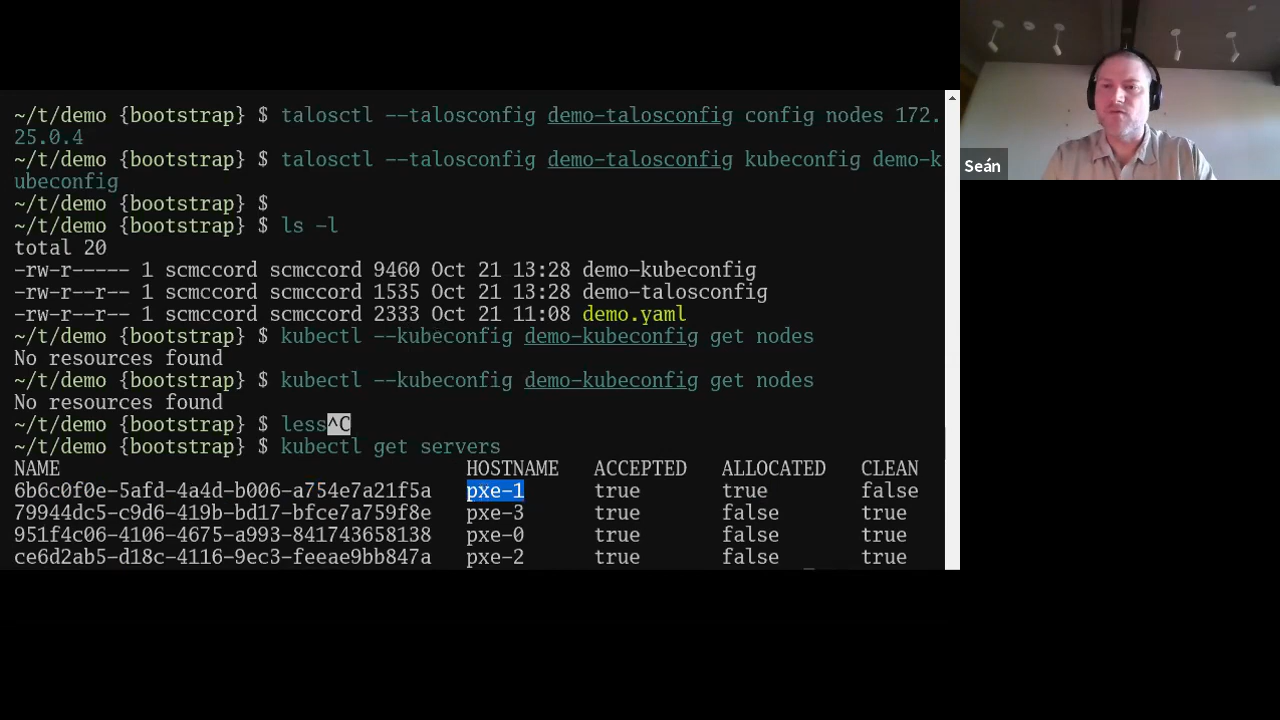 ~/t/demo {bootstrap} $ talosctl --talosconfig demo-talosconfig config nodes 172.
25.0.4
~/t/demo {bootstrap} $ talosctl --talosconfig demo-talosconfig kubeconfig demo-k
ubeconfig
~/t/demo {bootstrap} $
~/t/demo {bootstrap} $ ls -l
total 20
-rw-r----- 1 scmccord scmccord 9460 Oct 21 13:28 demo-kubeconfig
-rw-r--r-- 1 scmccord scmccord 1535 Oct 21 13:28 demo-talosconfig
-rw-r--r-- 1 scmccord scmccord 2333 Oct 21 11:08 demo.yaml
~/t/demo {bootstrap} $ kubectl --kubeconfig demo-kubeconfig get nodes
No resources found
~/t/demo {bootstrap} $ kubectl --kubeconfig demo-kubeconfig get nodes
No resources found
~/t/demo {bootstrap} $ less^C
~/t/demo {bootstrap} $ kubectl get servers
NAME HOSTNAME ACCEPTED ALLOCATED CLEAN
6b6c0f0e-5afd-4a4d-b006-a754e7a21f5a pxe-1 true true false
79944dc5-c9d6-419b-bd17-bfce7a759f8e pxe-3 true false true
951f4c06-4106-4675-a993-841743658138 pxe-0 true false true
ce6d2ab5-d18c-4116-9ec3-feeae9bb847a pxe-2 true false true
Seán